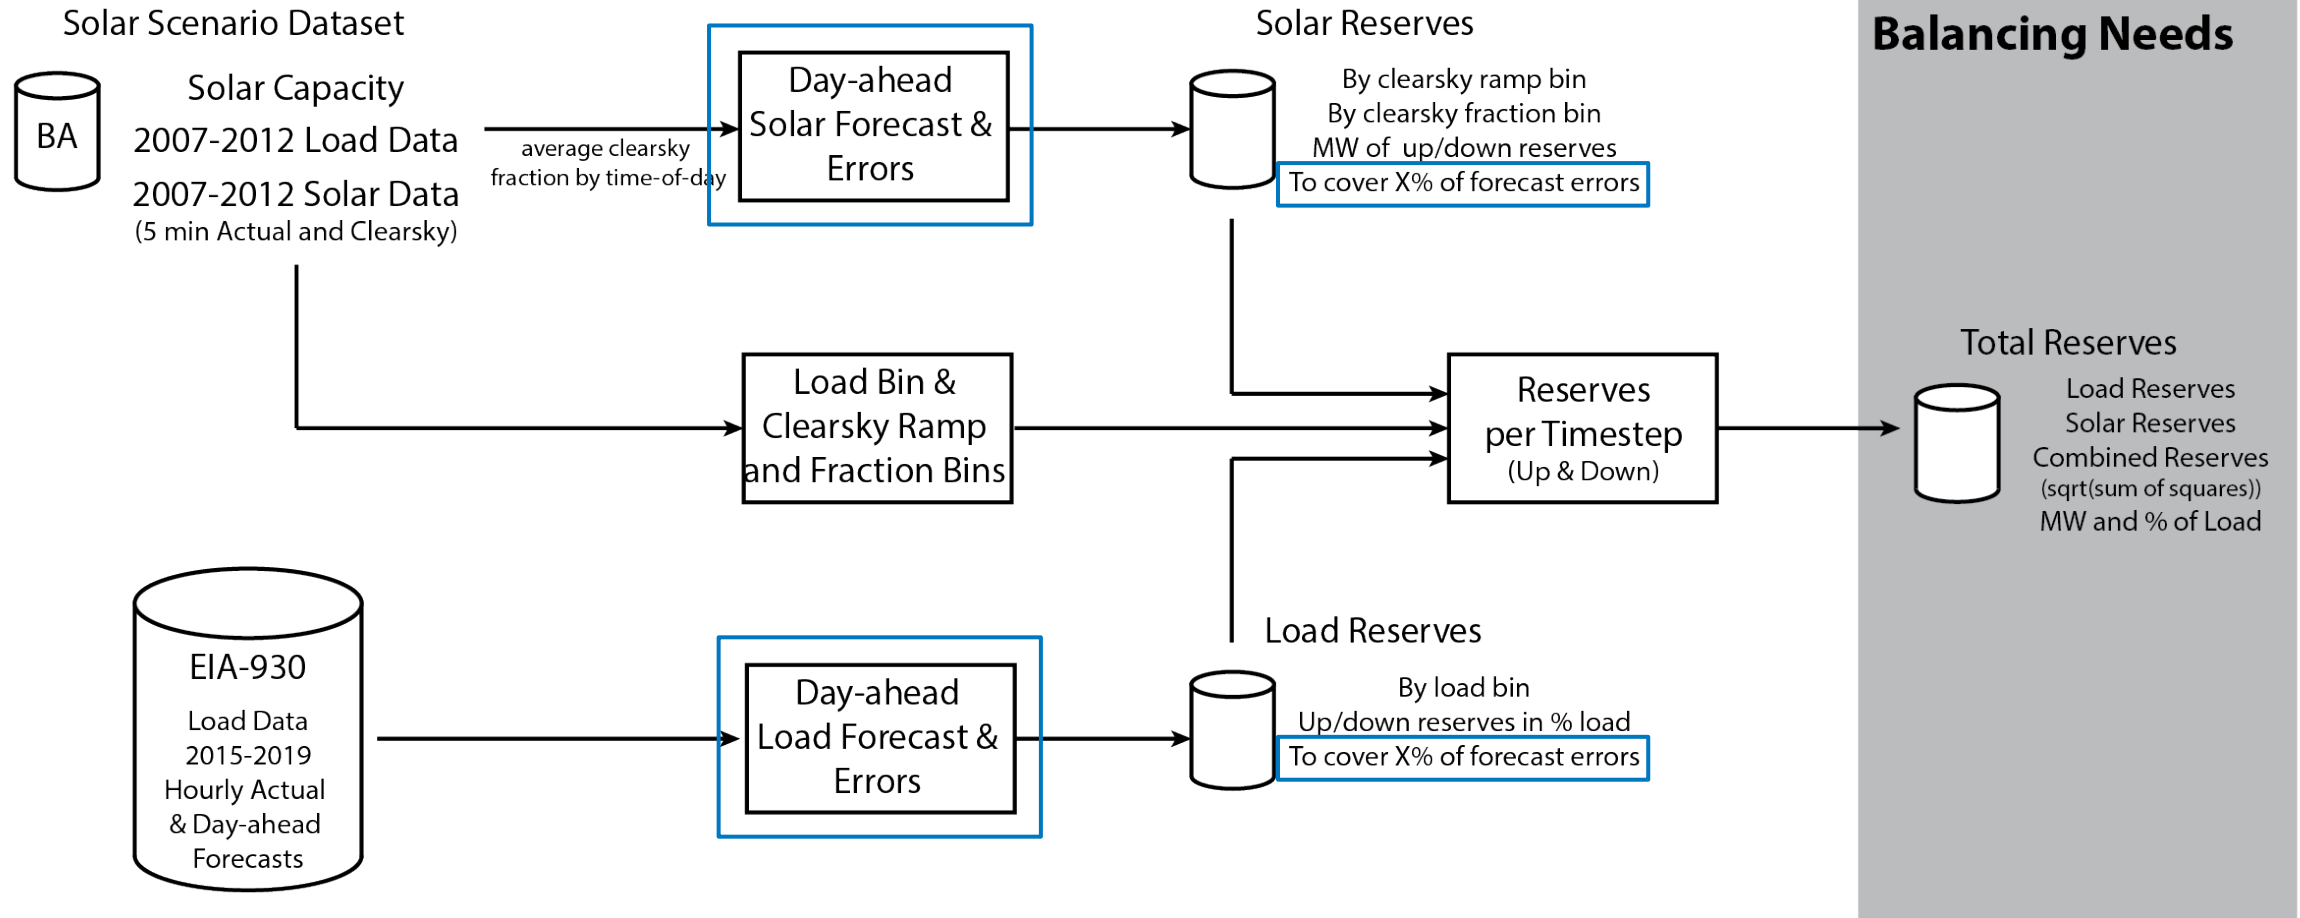 Solar Scenario Dataset
BA
Solar Capacity
2007-2012 Load Data
2007-2012 Solar Data
(5 min Actual and Clearsky)
average clearsky
fraction by time-of-day
Day-ahead
Solar Forecast &
Errors
Solar Reserves
By clearsky ramp bin
By clearsky fraction bin
MW of up/down reserves
To cover X% of forecast errors
Load Bin &
Clearsky Ramp
and Fraction Bins
Reserves
per Timestep
(Up & Down)
EIA-930
Load Data
2015-2019
Hourly Actual
& Day-ahead
Forecasts
Day-ahead
Load Forecast &
Errors
Load Reserves
By load bin
Up/down reserves in % load
To cover X% of forecast errors
Balancing Needs
Total Reserves
Load Reserves
Solar Reserves
Combined Reserves
(sqrt(sum of squares))
MW and % of Load